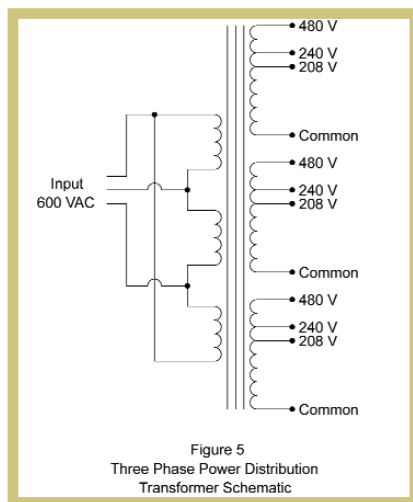 480 V
240 V
208 V
Common
480 V
Input
240 V
600 VAC
208 V
Common
480 V
240 V
208 V
Common
Figure 5
Three Phase Power Distribution
Transformer Schematic